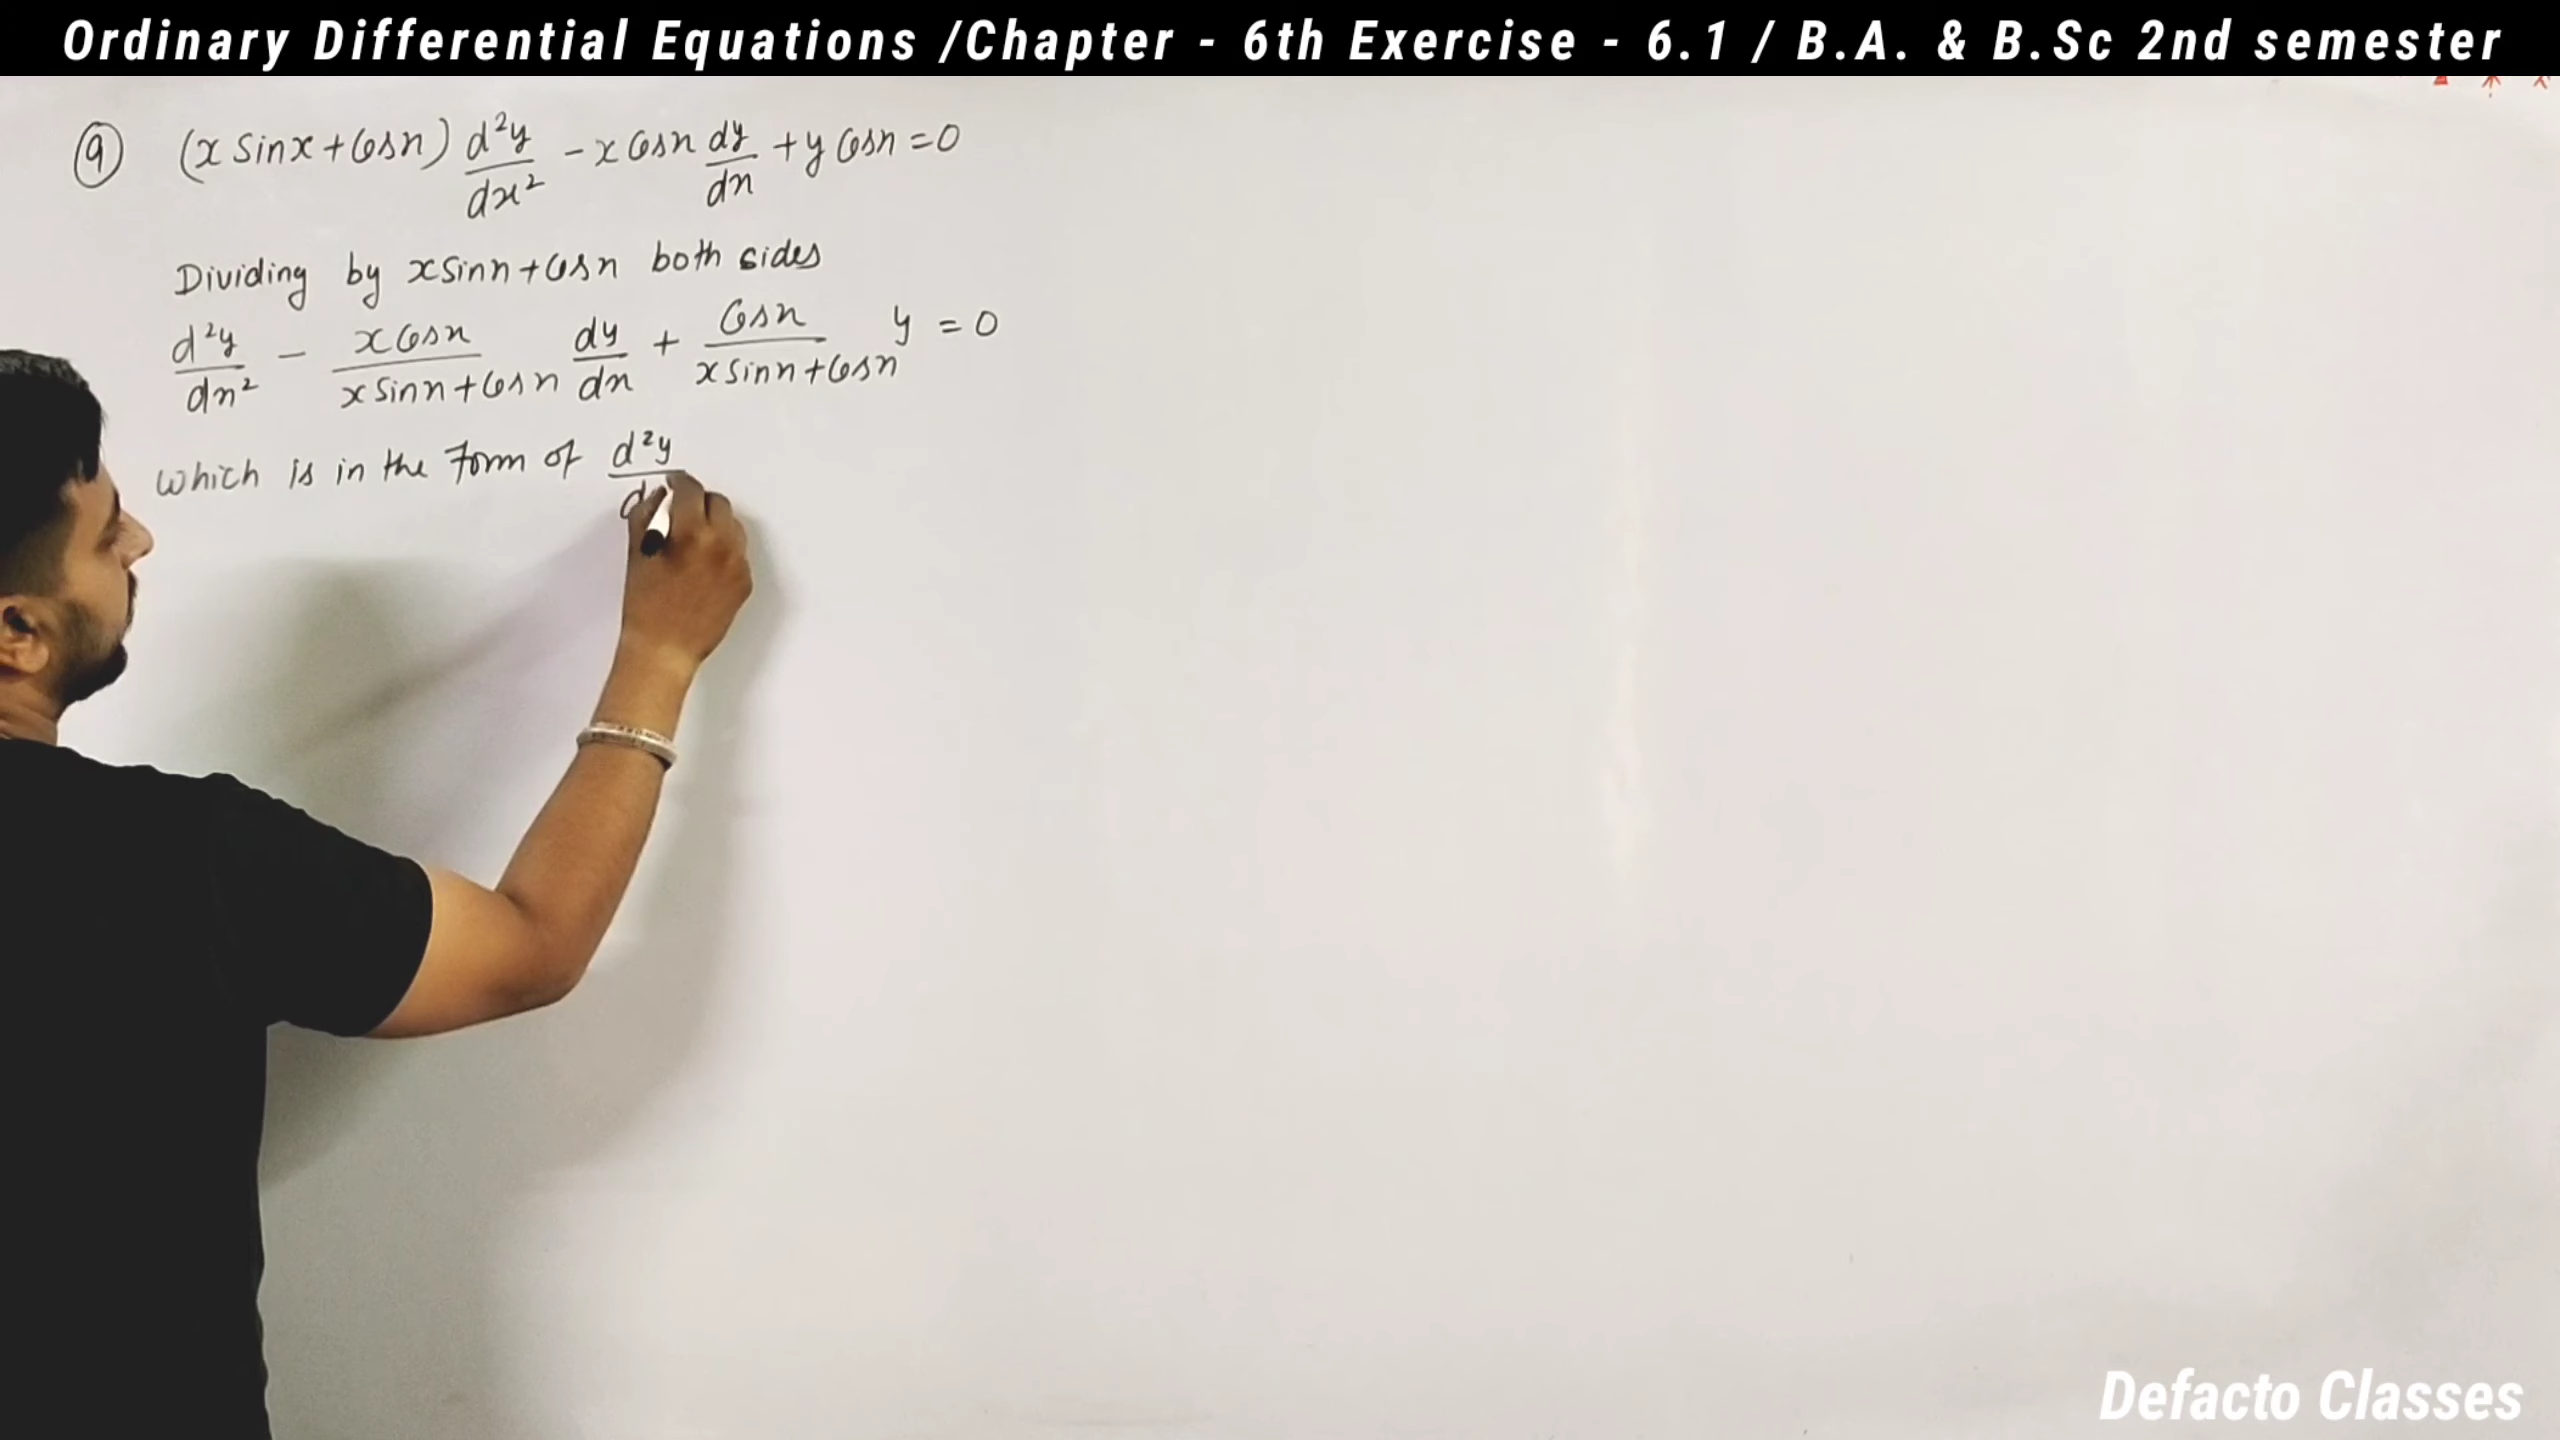 Ordinary Differential Equations /Chapter - 6th Exercise - 6.1 / B.A. & B.Sc 2nd semester
⑨ (x Sinx + Cosx) d²y/dx² - x Cosx dy/dx + y Cosx = 0
Dividing by x Sinx + Cosx both sides
d²y/dx² - x Cosx/(x Sinx + Cosx) dy/dx + Cosx/(x Sinx + Cosx) y = 0
which is in the Form of d²y/d
Defacto Classes